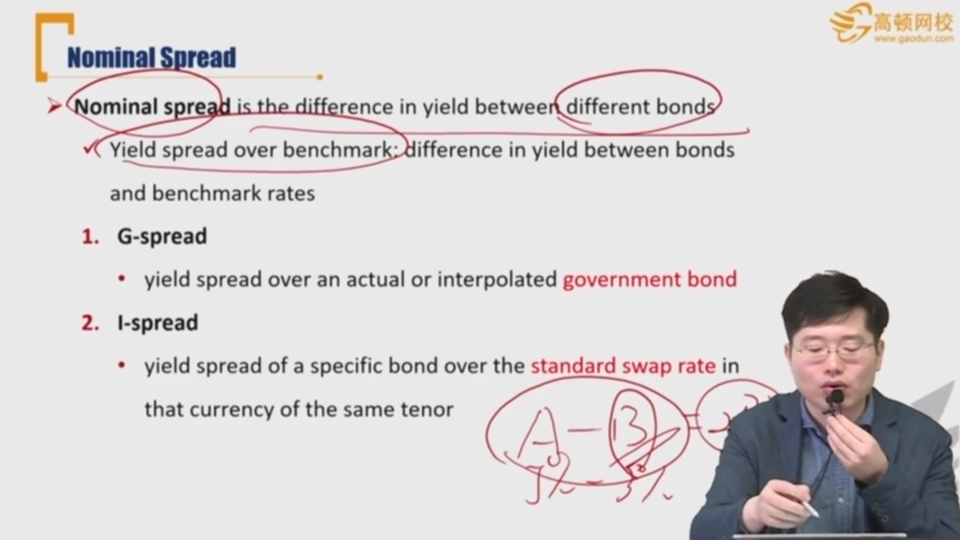 高顿网校
www.gaodun.com
Nominal Spread
Nominal spread is the difference in yield between different bonds
Yield spread over benchmark: difference in yield between bonds
and benchmark rates
1. G-spread
• yield spread over an actual or interpolated government bond
2. I-spread
• yield spread of a specific bond over the standard swap rate in
that currency of the same tenor
A - B =